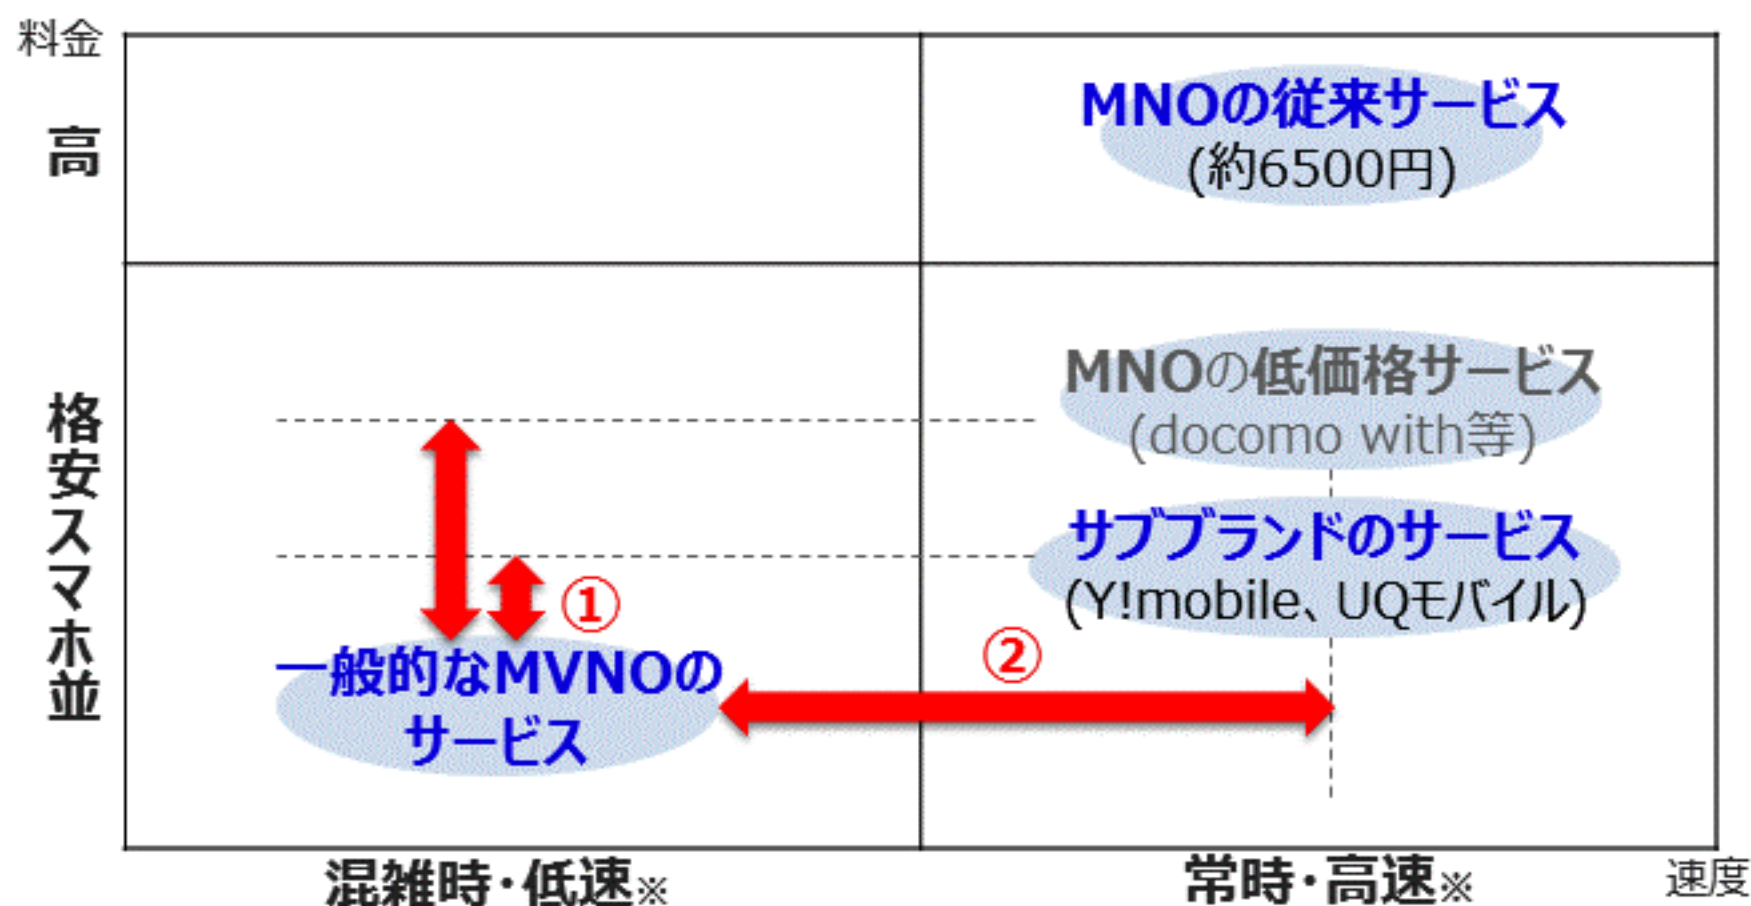 料金
高
MNOの従来サービス
(約6500円)
格安スマホ並
MNOの低価格サービス
(docomo with等)
サブブランドのサービス
(Y!mobile、UQモバイル)
①
②
一般的なMVNOの
サービス
混雑時・低速※
常時・高速※
速度